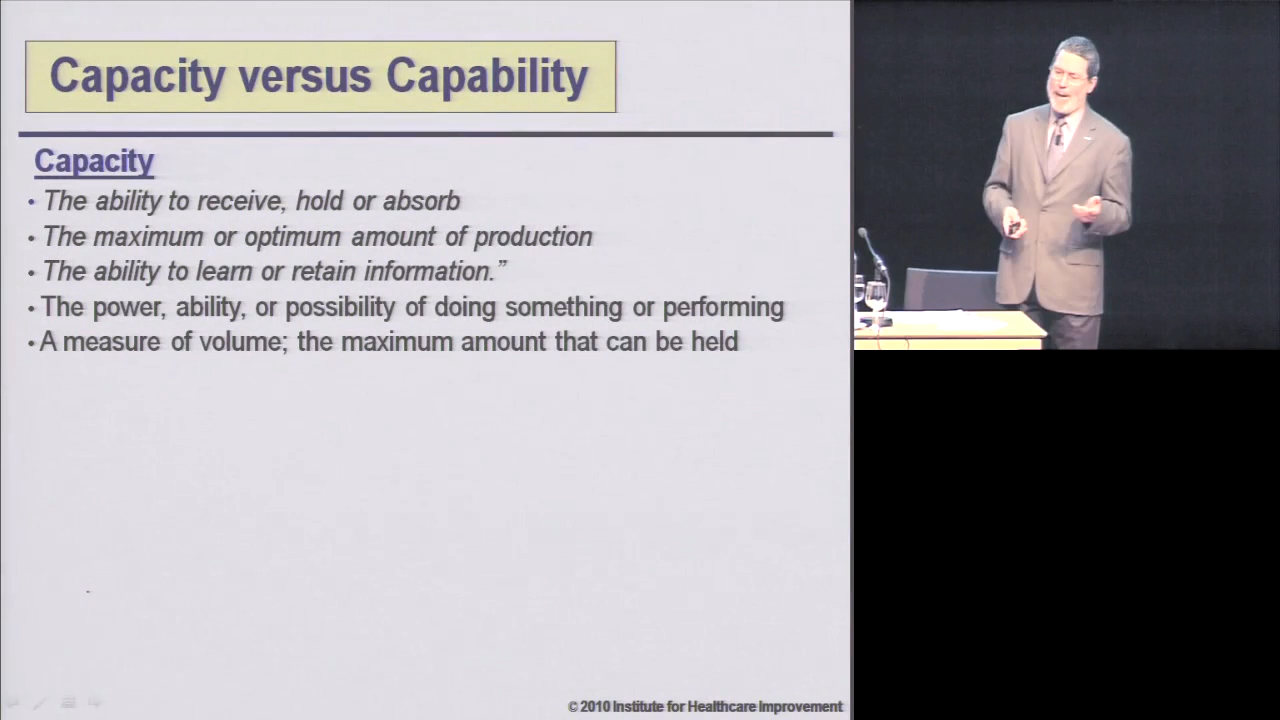 Capacity versus Capability
Capacity
• The ability to receive, hold or absorb
• The maximum or optimum amount of production
• The ability to learn or retain information.”
• The power, ability, or possibility of doing something or performing
• A measure of volume; the maximum amount that can be held
© 2010 Institute for Healthcare Improvement